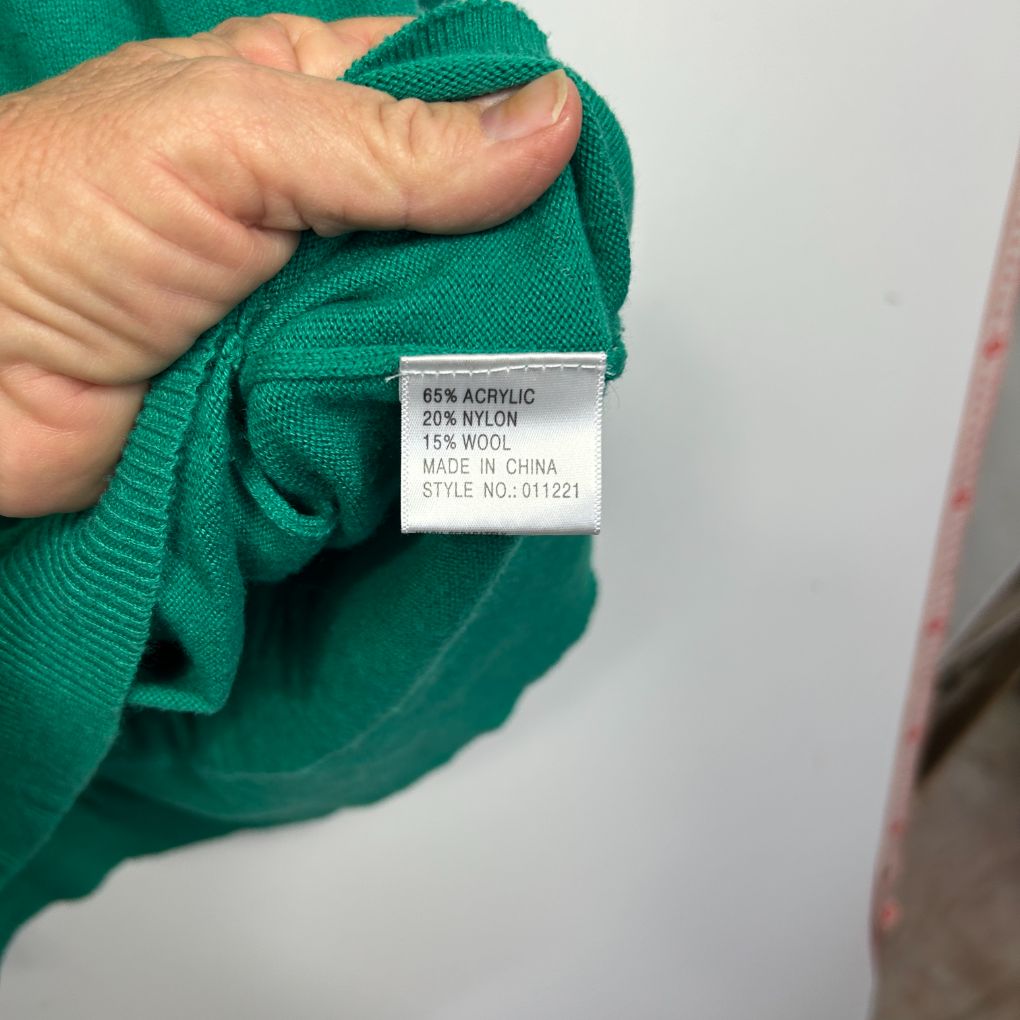 65% ACRYLIC
20% NYLON
15% WOOL
MADE IN CHINA
STYLE NO.: 011221